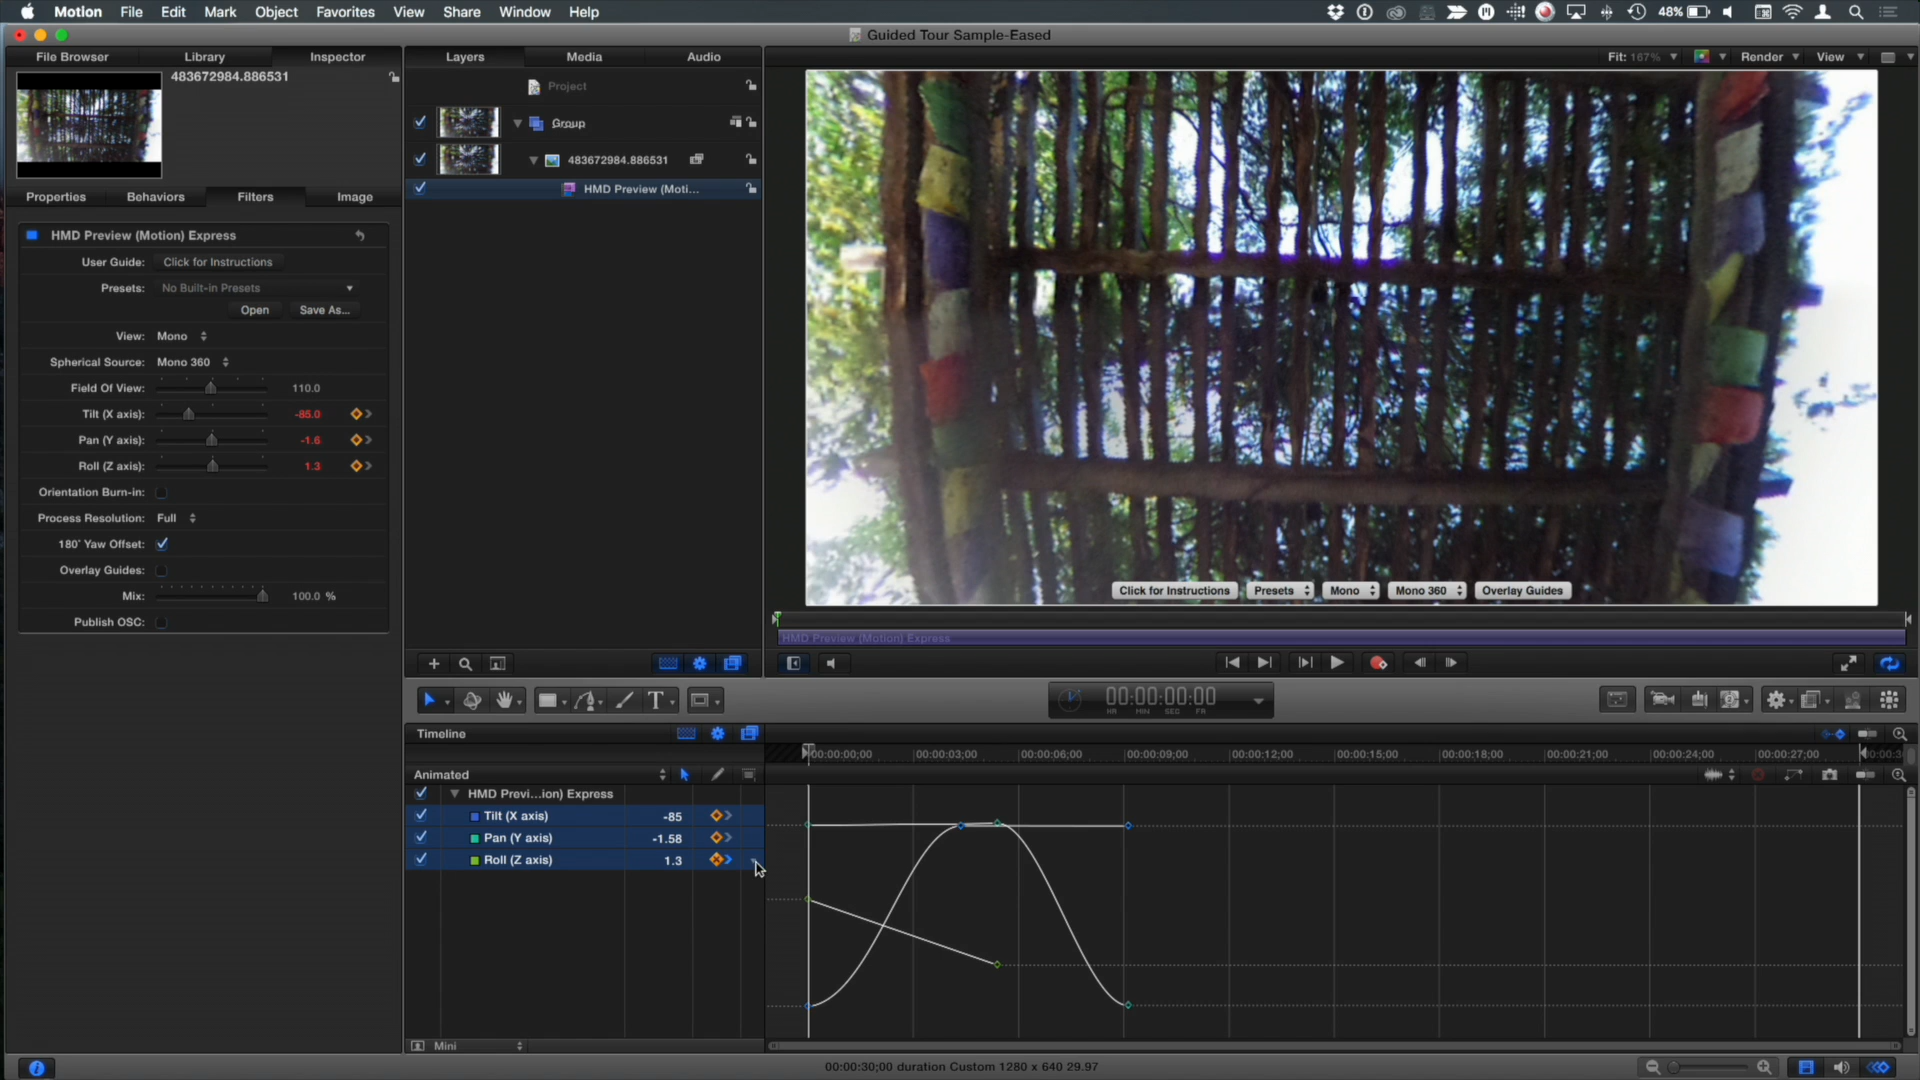 Motion File Edit Mark Object Favorites View Share Window Help
48%
Guided Tour Sample-Eased
File Browser Library Inspector
Layers Media Audio
Fit: 167% Render View
483672984.886531
Project
Group
483672984.886531
HMD Preview (Moti...
Properties Behaviors Filters Image
HMD Preview (Motion) Express
User Guide: Click for Instructions
Presets: No Built-in Presets
Open Save As...
View: Mono
Spherical Source: Mono 360
Field Of View: 110.0
Tilt (X axis): -85.0
Pan (Y axis): -1.6
Roll (Z axis): 1.3
Orientation Burn-in:
Process Resolution: Full
180° Yaw Offset:
Overlay Guides:
Mix: 100.0 %
Publish OSC:
Click for Instructions Presets Mono Mono 360 Overlay Guides
HMD Preview (Motion) Express
00:00:00:00
HR MIN SEC FR
Timeline
00:00:00;00 00:00:03;00 00:00:06;00 00:00:09;00 00:00:12;00 00:00:15;00 00:00:18;00 00:00:21;00 00:00:24;00 00:00:27;00
Animated
HMD Previ...ion) Express
Tilt (X axis) -85
Pan (Y axis) -1.58
Roll (Z axis) 1.3
Mini
00:00:30;00 duration Custom 1280 x 640 29.97